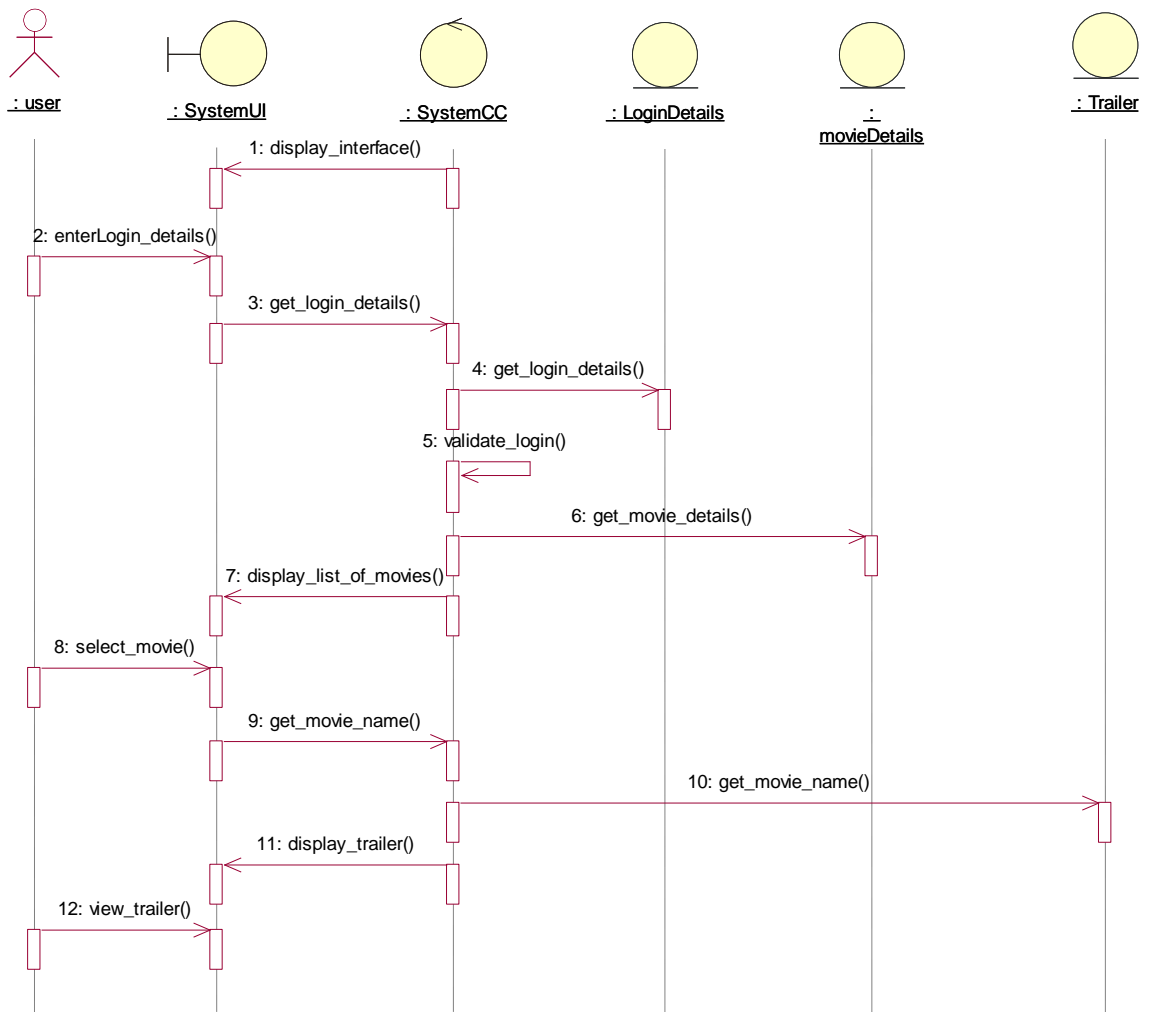 : user
: SystemUI
: SystemCC
: LoginDetails
:
movieDetails
: Trailer
1: display_interface()
2: enterLogin_details()
3: get_login_details()
4: get_login_details()
5: validate_login()
6: get_movie_details()
7: display_list_of_movies()
8: select_movie()
9: get_movie_name()
10: get_movie_name()
11: display_trailer()
12: view_trailer()